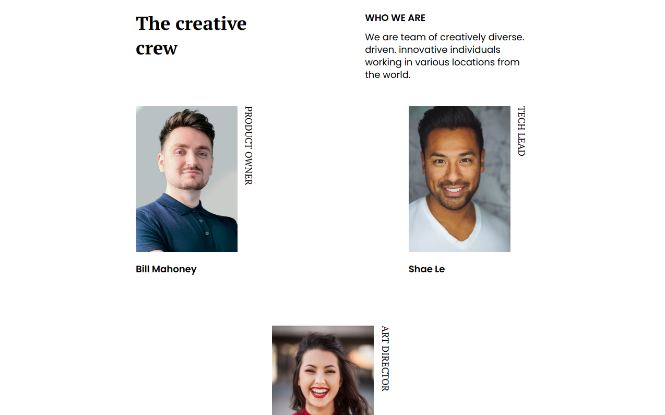 The creative
crew
WHO WE ARE
We are team of creatively diverse.
driven. innovative individuals
working in various locations from
the world.
PRODUCT OWNER
Bill Mahoney
TECH LEAD
Shae Le
ART DIRECTOR